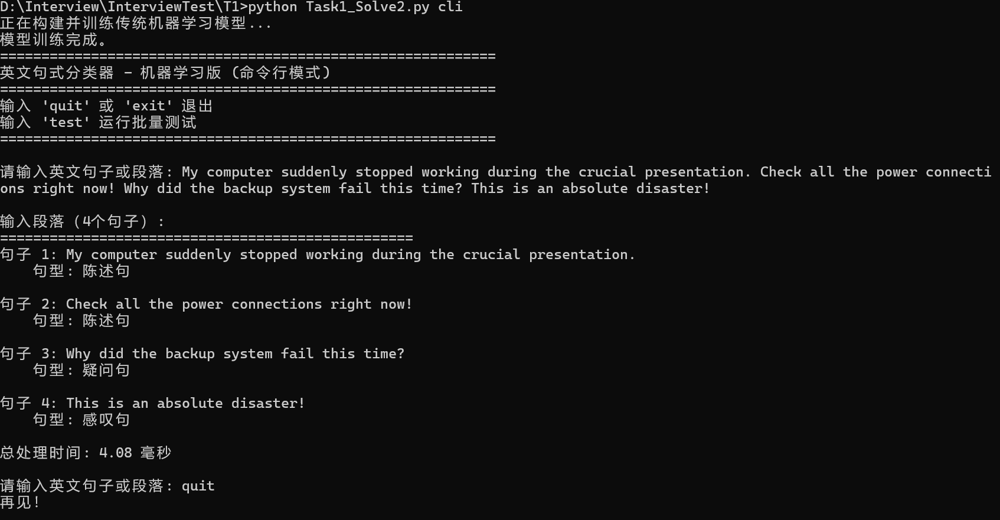 D:\Interview\InterviewTest\T1>python Task1_Solve2.py cli
正在构建并训练传统机器学习模型...
模型训练完成。
============================================================
英文句式分类器 - 机器学习版 (命令行模式)
============================================================
输入 'quit' 或 'exit' 退出
输入 'test' 运行批量测试
============================================================
请输入英文句子或段落: My computer suddenly stopped working during the crucial presentation. Check all the power connecti
ons right now! Why did the backup system fail this time? This is an absolute disaster!
输入段落 (4个句子) :
==================================================
句子 1: My computer suddenly stopped working during the crucial presentation.
    句型: 陈述句
句子 2: Check all the power connections right now!
    句型: 陈述句
句子 3: Why did the backup system fail this time?
    句型: 疑问句
句子 4: This is an absolute disaster!
    句型: 感叹句
总处理时间: 4.08 毫秒
请输入英文句子或段落: quit
再见!